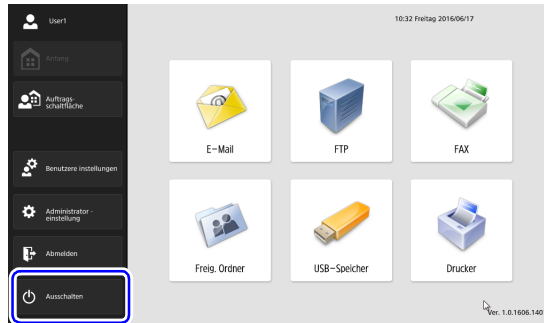 User1
10:32 Freitag 2016/06/17
Anfang
Auftrags-
schaltfläche
Benutzere instellungen
Administrator -
einstellung
Abmelden
Ausschalten
E-Mail
FTP
FAX
Freig. Ordner
USB-Speicher
Drucker
Ver. 1.0.1606.140